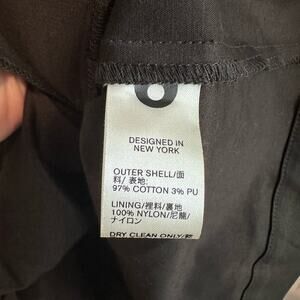 DESIGNED IN
NEW YORK
OUTER SHELL/面
料/ 表地:
97% COTTON 3% PU
LINING/裡料/裏地
100% NYLON/尼龍/
ナイロン
DRY CLEAN ONLY/乾